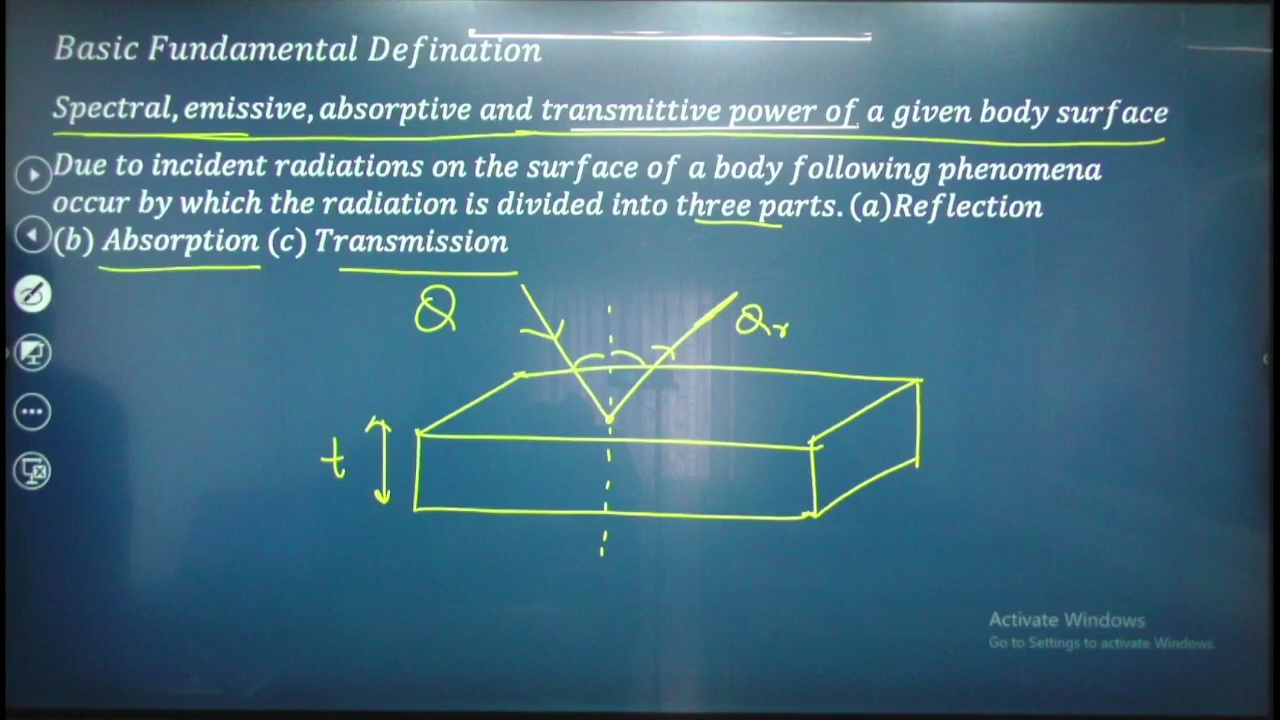 Basic Fundamental Defination
Spectral, emissive, absorptive and transmittive power of a given body surface
Due to incident radiations on the surface of a body following phenomena
occur by which the radiation is divided into three parts. (a)Reflection
(b) Absorption (c) Transmission
Q
Qr
t
Activate Windows
Go to Settings to activate Windows.